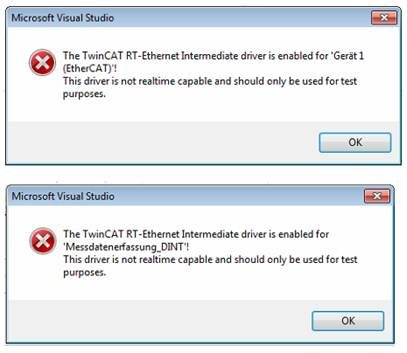 Microsoft Visual Studio
The TwinCAT RT-Ethernet Intermediate driver is enabled for 'Gerät 1
(EtherCAT)'!
This driver is not realtime capable and should only be used for test
purposes.
OK
Microsoft Visual Studio
The TwinCAT RT-Ethernet Intermediate driver is enabled for
'Messdatenerfassung_DINT'!
This driver is not realtime capable and should only be used for test
purposes.
OK